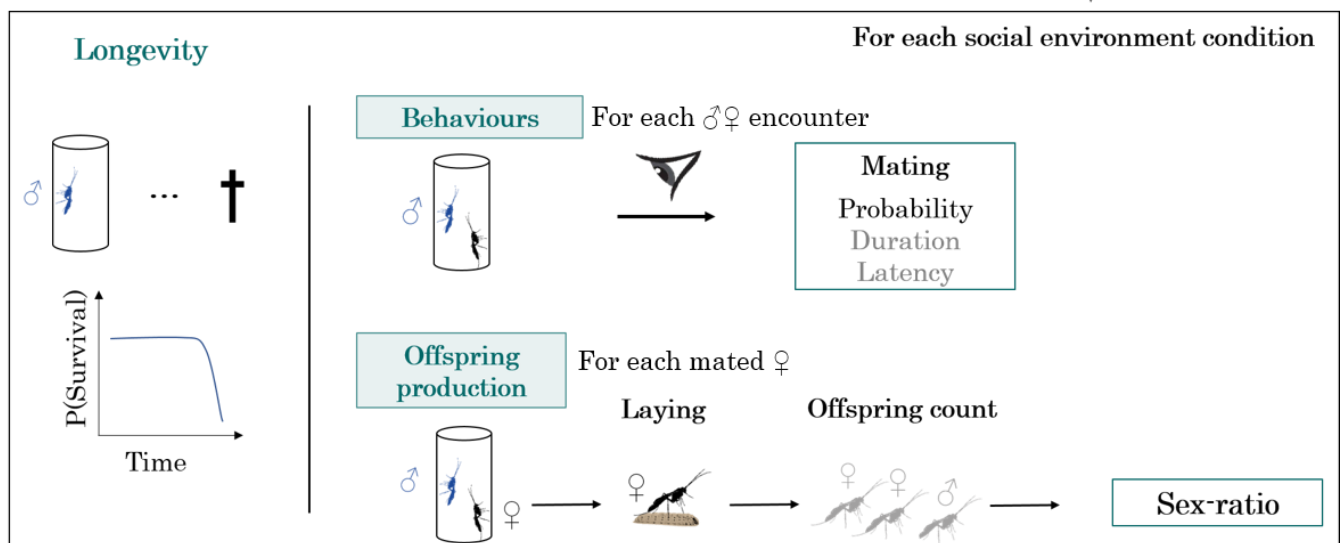 For each social environment condition
Longevity
♂
...
P(Survival)
Time
Behaviours
For each ♂♀ encounter
♂
Mating
Probability
Duration
Latency
Offspring
production
For each mated ♀
♂
♀
Laying
♀
Offspring count
♀ ♀ ♂
Sex-ratio